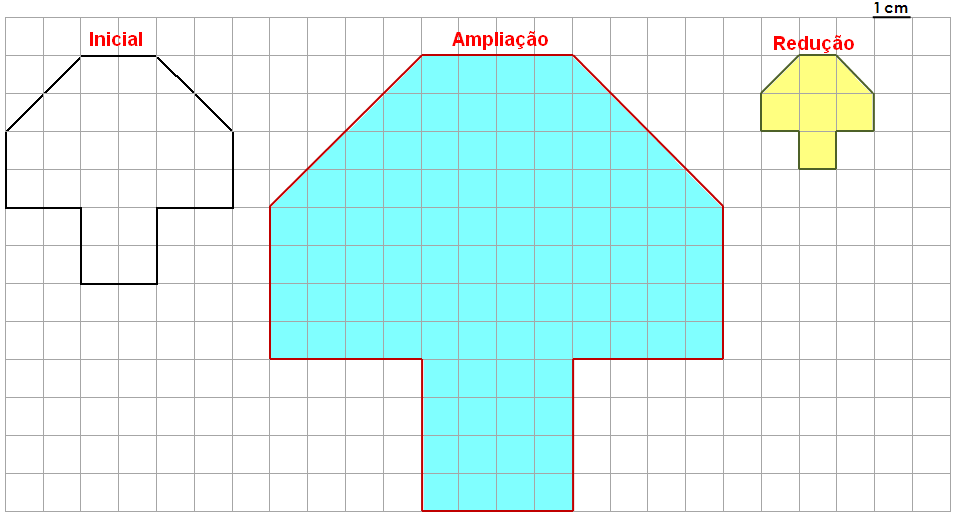 1 cm
Inicial
Ampliação
Redução